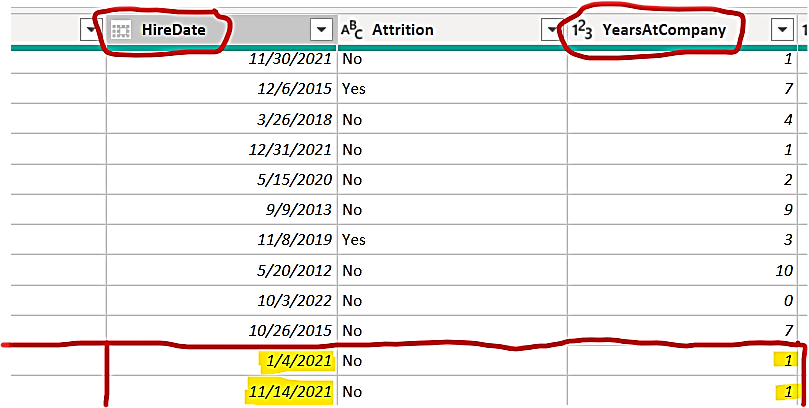 HireDate ABC Attrition 123 YearsAtCompany 1
11/30/2021 No 1
12/6/2015 Yes 7
3/26/2018 No 4
12/31/2021 No 1
5/15/2020 No 2
9/9/2013 No 9
11/8/2019 Yes 3
5/20/2012 No 10
10/3/2022 No 0
10/26/2015 No 7
1/4/2021 No 1
11/14/2021 No 1